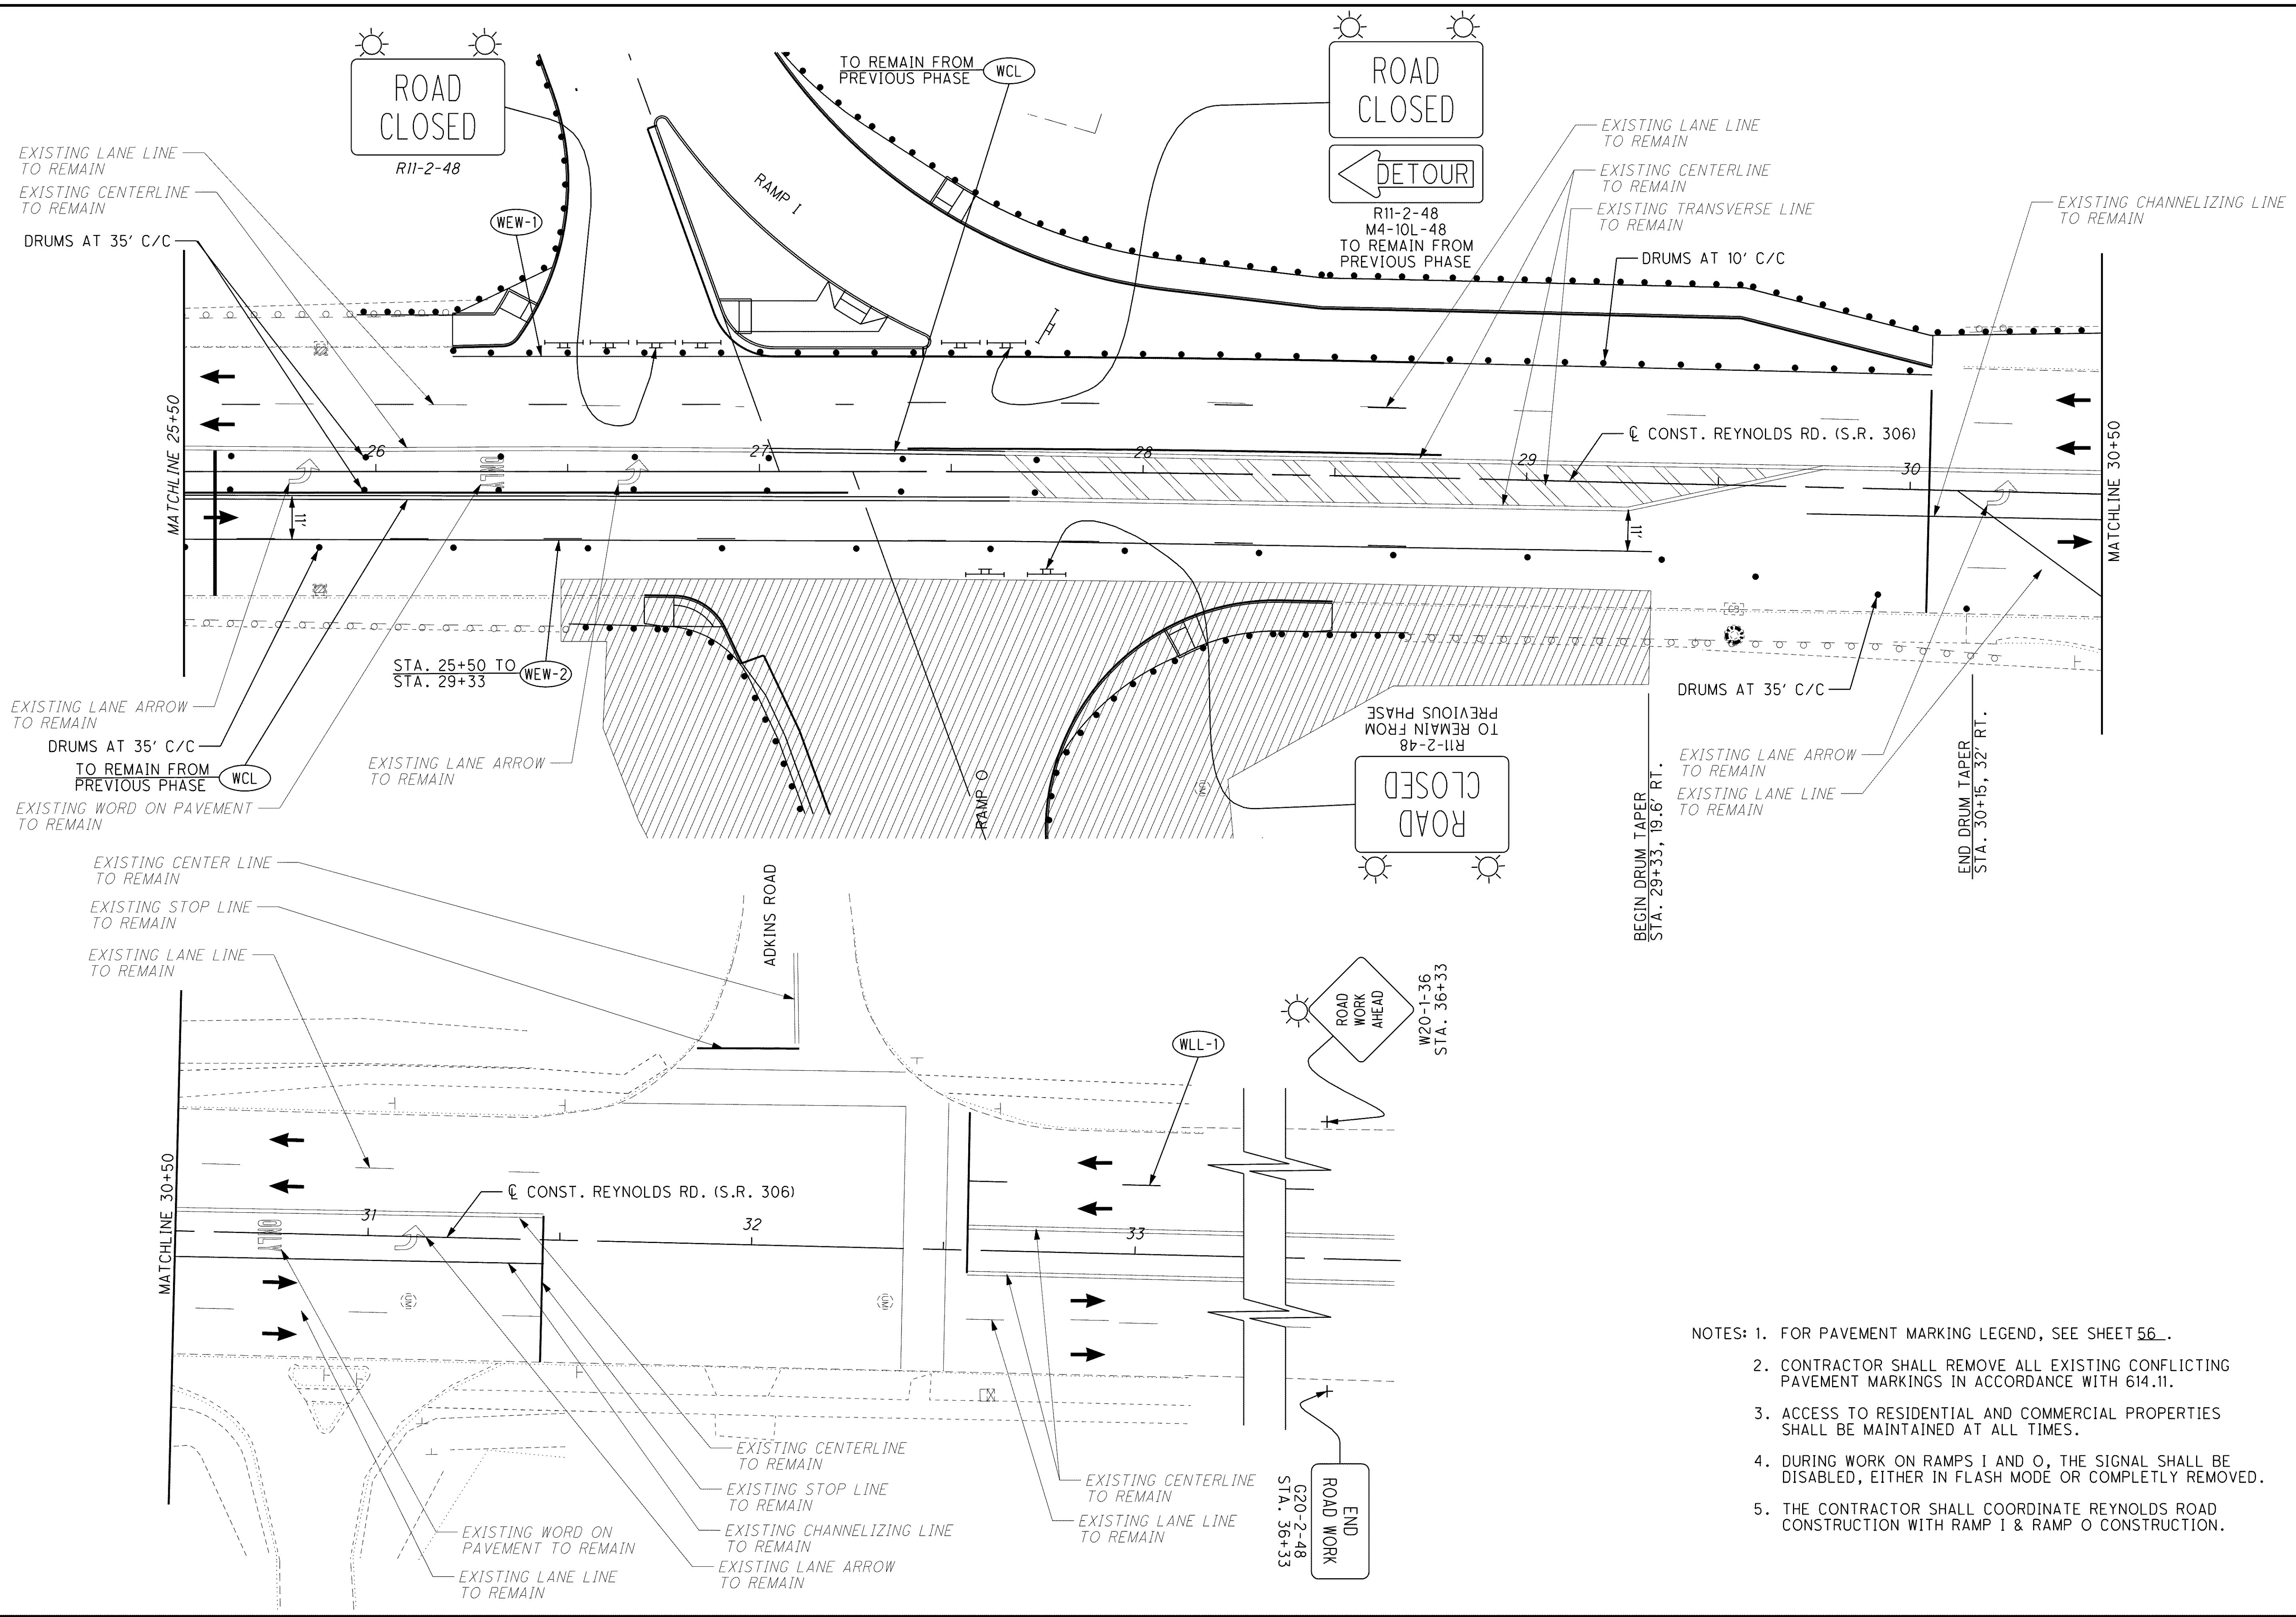 ROAD
CLOSED
R11-2-48
TO REMAIN FROM
PREVIOUS PHASE
WCL
ROAD
CLOSED
DETOUR
R11-2-48
M4-10L-48
TO REMAIN FROM
PREVIOUS PHASE
EXISTING LANE LINE
TO REMAIN
EXISTING CENTERLINE
TO REMAIN
DRUMS AT 35' C/C
WEW-1
RAMP I
EXISTING LANE LINE
TO REMAIN
EXISTING CENTERLINE
TO REMAIN
EXISTING TRANSVERSE LINE
TO REMAIN
DRUMS AT 10' C/C
EXISTING CHANNELIZING LINE
TO REMAIN
MATCHLINE 25+50
26
ONLY
27
28
29
30
℄ CONST. REYNOLDS RD. (S.R. 306)
MATCHLINE 30+50
11'
11'
STA. 25+50 TO
STA. 29+33
WEW-2
EXISTING LANE ARROW
TO REMAIN
DRUMS AT 35' C/C
TO REMAIN FROM
PREVIOUS PHASE
WCL
EXISTING WORD ON PAVEMENT
TO REMAIN
EXISTING LANE ARROW
TO REMAIN
RAMP O
(UM)
CB
ROAD
CLOSED
R11-2-48
TO REMAIN FROM
PREVIOUS PHASE
DRUMS AT 35' C/C
BEGIN DRUM TAPER
STA. 29+33, 19.6' RT.
EXISTING LANE ARROW
TO REMAIN
EXISTING LANE LINE
TO REMAIN
END DRUM TAPER
STA. 30+15, 32' RT.
EXISTING CENTER LINE
TO REMAIN
EXISTING STOP LINE
TO REMAIN
EXISTING LANE LINE
TO REMAIN
ADKINS ROAD
WLL-1
ROAD
WORK
AHEAD
W20-1-36
STA. 36+33
MATCHLINE 30+50
ONLY
31
℄ CONST. REYNOLDS RD. (S.R. 306)
32
33
(UM)
(UM)
EXISTING CENTERLINE
TO REMAIN
EXISTING STOP LINE
TO REMAIN
EXISTING CHANNELIZING LINE
TO REMAIN
EXISTING LANE ARROW
TO REMAIN
EXISTING WORD ON
PAVEMENT TO REMAIN
EXISTING LANE LINE
TO REMAIN
EXISTING CENTERLINE
TO REMAIN
EXISTING LANE LINE
TO REMAIN
END
ROAD WORK
G20-2-48
STA. 36+33
NOTES: 1. FOR PAVEMENT MARKING LEGEND, SEE SHEET 56 .
2. CONTRACTOR SHALL REMOVE ALL EXISTING CONFLICTING
PAVEMENT MARKINGS IN ACCORDANCE WITH 614.11.
3. ACCESS TO RESIDENTIAL AND COMMERCIAL PROPERTIES
SHALL BE MAINTAINED AT ALL TIMES.
4. DURING WORK ON RAMPS I AND O, THE SIGNAL SHALL BE
DISABLED, EITHER IN FLASH MODE OR COMPLETLY REMOVED.
5. THE CONTRACTOR SHALL COORDINATE REYNOLDS ROAD
CONSTRUCTION WITH RAMP I & RAMP O CONSTRUCTION.